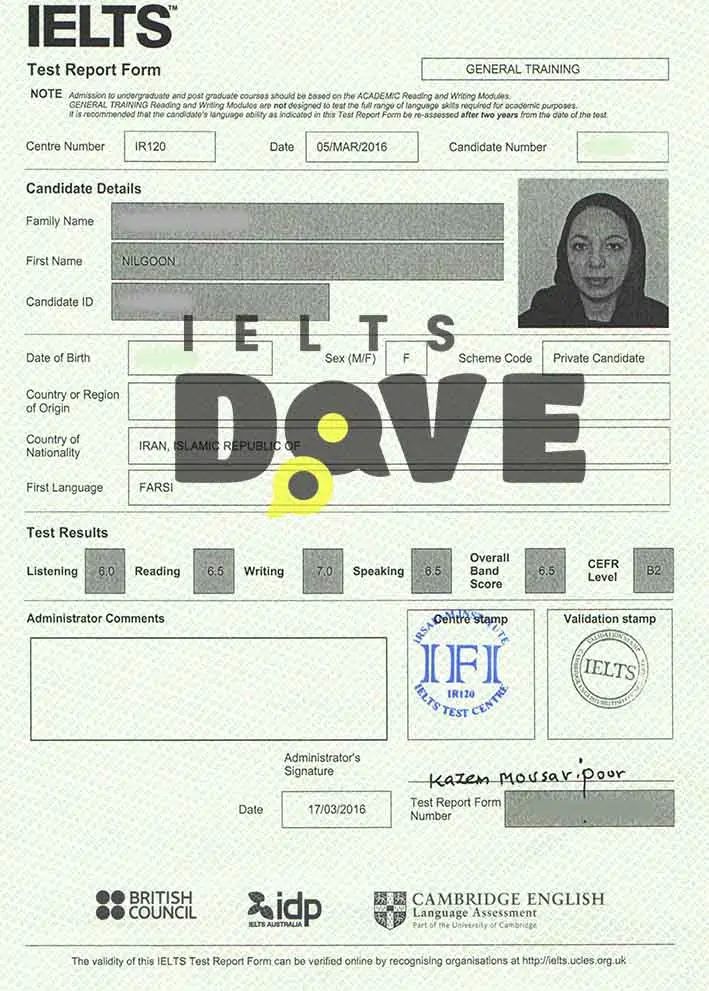 IELTS™
Test Report Form
GENERAL TRAINING
NOTE Admission to undergraduate and post graduate courses should be based on the ACADEMIC Reading and Writing Modules.
GENERAL TRAINING Reading and Writing Modules are not designed to test the full range of language skills required for academic purposes.
It is recommended that the candidate's language ability as indicated in this Test Report Form be re-assessed after two years from the date of the test.
Centre Number IR120 Date 05/MAR/2016 Candidate Number
Candidate Details
Family Name
First Name NILGOON
Candidate ID
IELTS
Date of Birth Sex (M/F) F Scheme Code Private Candidate
DAVE
Country or Region
of Origin
Country of
Nationality IRAN, ISLAMIC REPUBLIC OF
First Language FARSI
Test Results
Listening 6.0 Reading 6.5 Writing 7.0 Speaking 6.5 Overall Band Score 6.5 CEFR Level B2
Administrator Comments
Centre stamp
IFI
IR120
IELTS TEST CENTRE
Validation stamp
IELTS
Administrator's
Signature
Kazem Mousavipour
Date 17/03/2016
Test Report Form
Number
BRITISH
COUNCIL
idp
IELTS AUSTRALIA
CAMBRIDGE ENGLISH
Language Assessment
Part of the University of Cambridge
The validity of this IELTS Test Report Form can be verified online by recognising organisations at http://ielts.ucles.org.uk